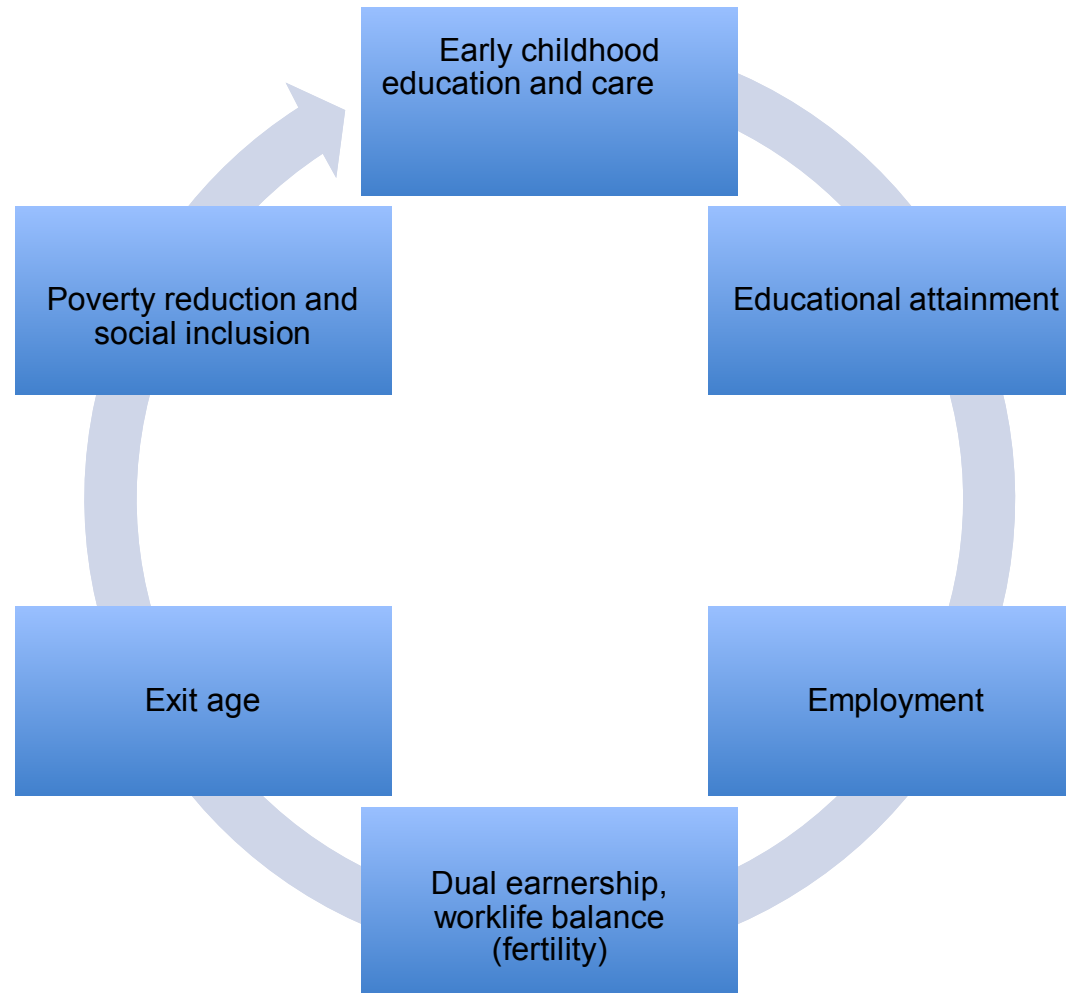 Early childhood
education and care
Educational attainment
Employment
Dual earnership,
worklife balance
(fertility)
Exit age
Poverty reduction and
social inclusion